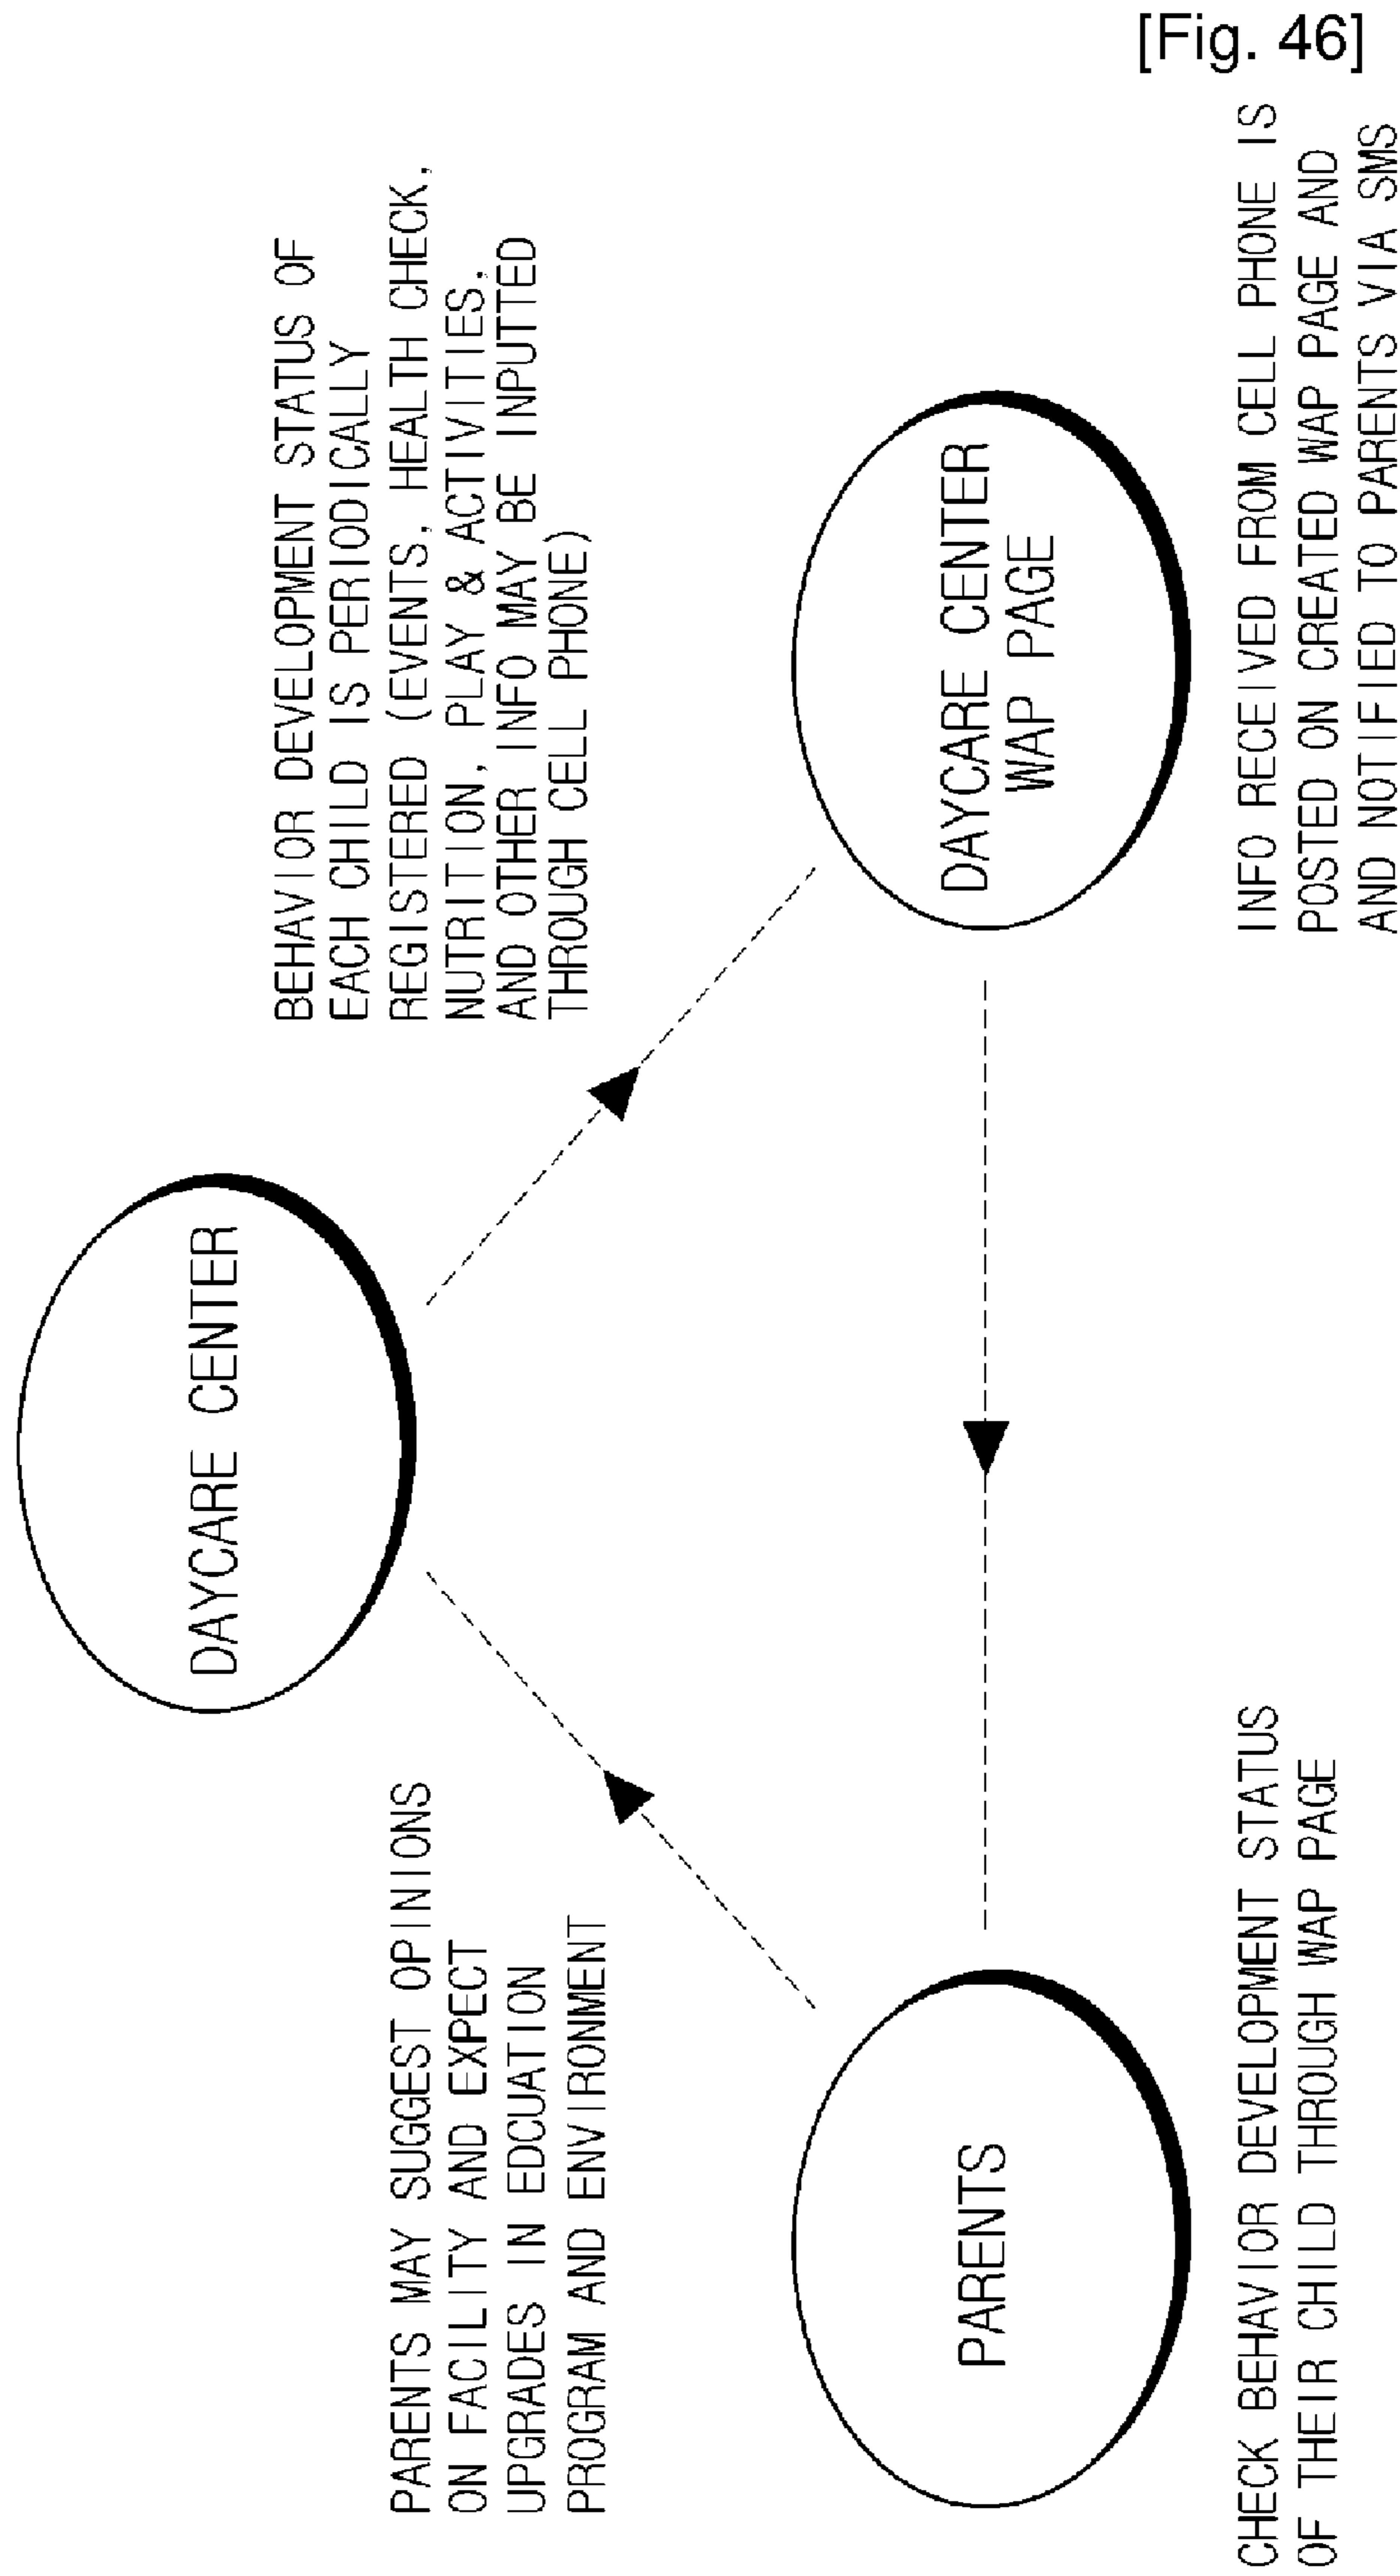 [Fig. 46]
DAYCARE CENTER
PARENTS MAY SUGGEST OPINIONS
ON FACILITY AND EXPECT
UPGRADES IN EDCUATION
PROGRAM AND ENVIRONMENT
BEHAVIOR DEVELOPMENT STATUS OF
EACH CHILD IS PERIODICALLY
REGISTERED (EVENTS, HEALTH CHECK,
NUTRITION, PLAY & ACTIVITIES,
AND OTHER INFO MAY BE INPUTTED
THROUGH CELL PHONE)
PARENTS
DAYCARE CENTER
WAP PAGE
CHECK BEHAVIOR DEVELOPMENT STATUS
OF THEIR CHILD THROUGH WAP PAGE
INFO RECEIVED FROM CELL PHONE IS
POSTED ON CREATED WAP PAGE AND
AND NOTIFIED TO PARENTS VIA SMS